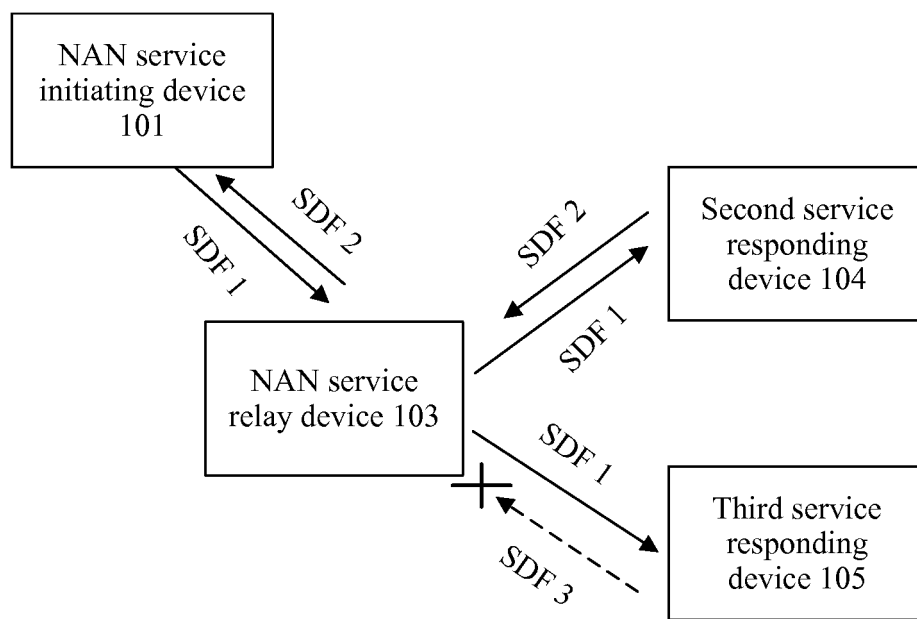 NAN service
initiating device
101
SDF 2
SDF 1
Second service
responding
device 104
SDF 2
SDF 1
NAN service
relay device 103
SDF 1
SDF 3
Third service
responding
device 105